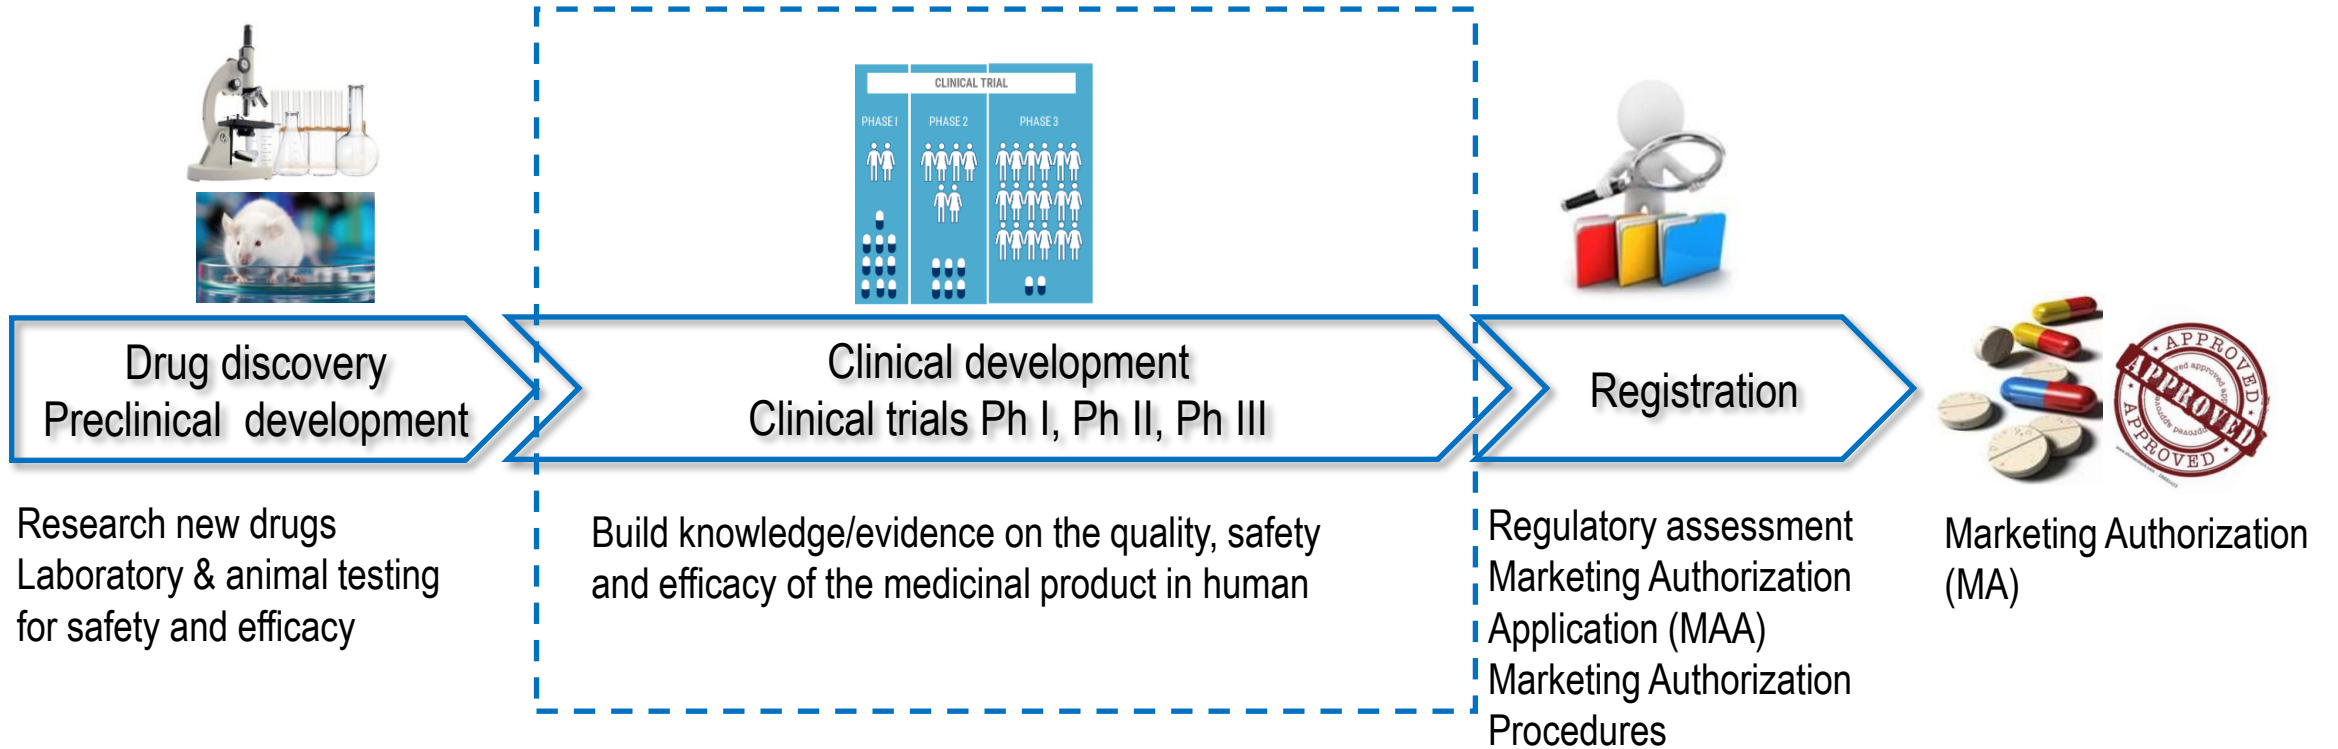 CLINICAL TRIAL
PHASE I
PHASE 2
PHASE 3
Drug discovery
Preclinical development
Clinical development
Clinical trials Ph I, Ph II, Ph III
Registration
APPROVED
APPROVED
APPROVED
Research new drugs
Laboratory & animal testing
for safety and efficacy
Build knowledge/evidence on the quality, safety
and efficacy of the medicinal product in human
Regulatory assessment
Marketing Authorization
Application (MAA)
Marketing Authorization
Procedures
Marketing Authorization
(MA)